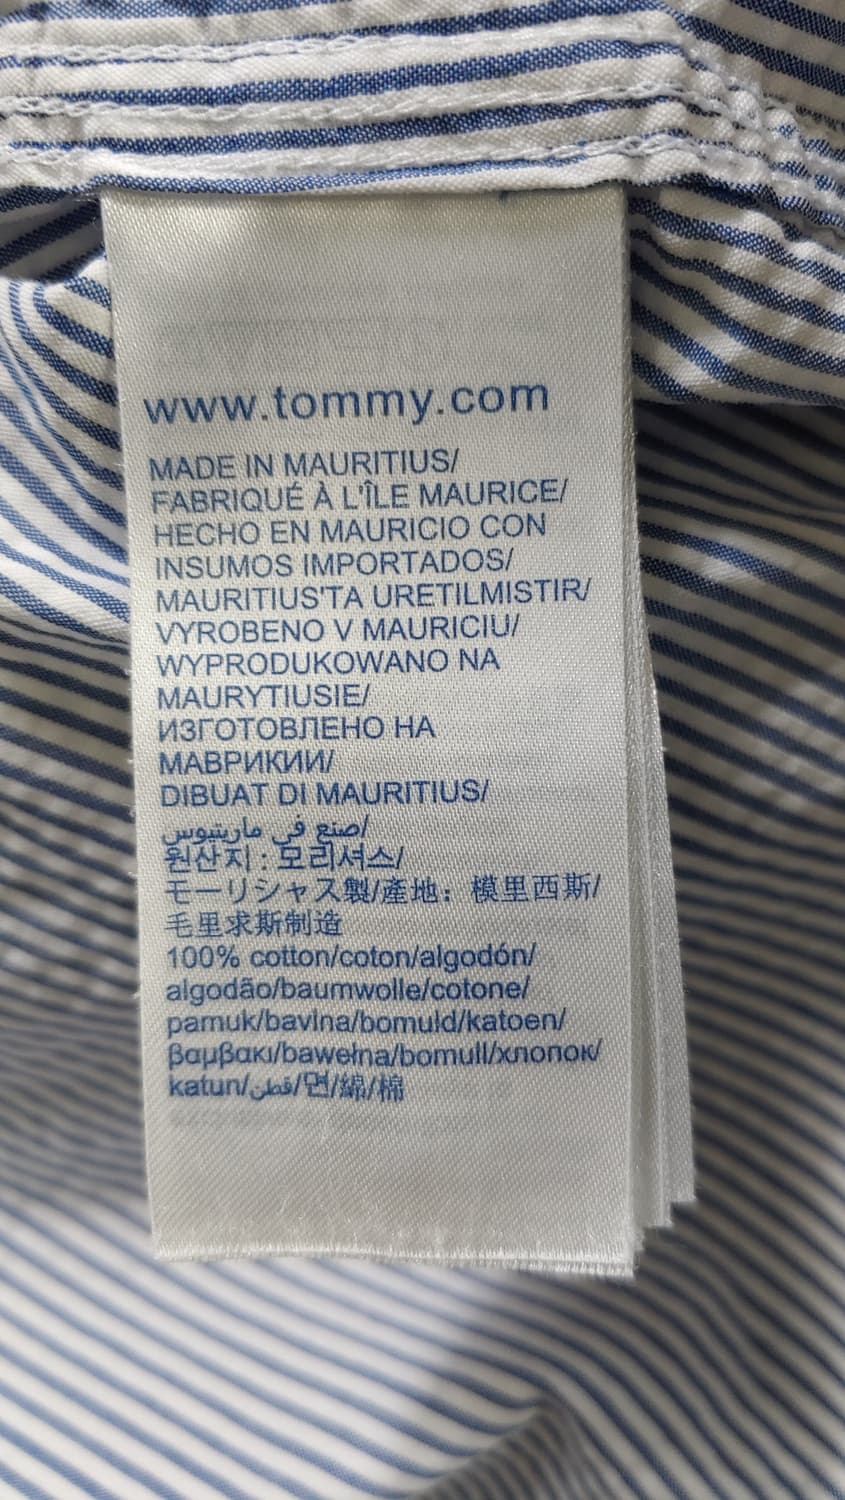 www.tommy.com
MADE IN MAURITIUS/
FABRIQUÉ À L'ÎLE MAURICE/
HECHO EN MAURICIO CON
INSUMOS IMPORTADOS/
MAURITIUS'TA URETILMISTIR/
VYROBENO V MAURICIU/
WYPRODUKOWANO NA
MAURYTIUSIE/
ИЗГОТОВЛЕНО НА
МАВРИКИИ/
DIBUAT DI MAURITIUS/
صنع في ماريتيوس/
원산지 : 모리셔스/
モーリシャス製/產地：模里西斯/
毛里求斯制造
100% cotton/coton/algodón/
algodão/baumwolle/cotone/
pamuk/bavlna/bomuld/katoen/
βαμβακι/bawełna/bomull/хлопок/
katun/قطن/면/綿/棉